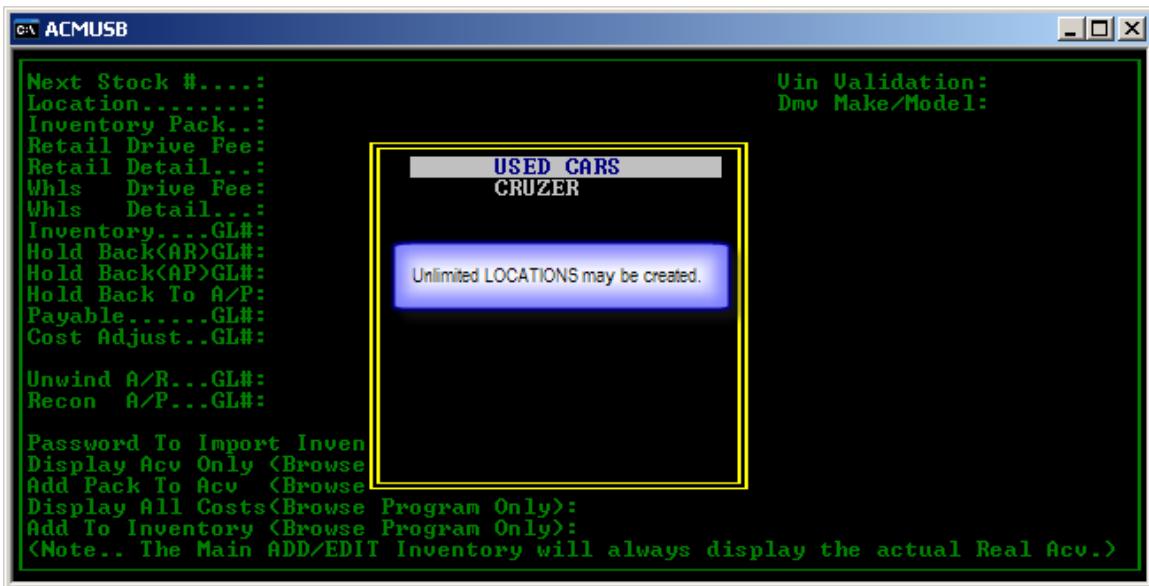 ACMUSB
Next Stock #....: Vin Validation:
Location........: Dmv Make/Model:
Inventory Pack..:
Retail Drive Fee:
Retail Detail...:
Whls Drive Fee:
Whls Detail...:
Inventory....GL#:
Hold Back(AR)GL#:
Hold Back(AP)GL#:
Hold Back To A/P:
Payable......GL#:
Cost Adjust..GL#:
Unwind A/R...GL#:
Recon A/P...GL#:
Password To Import Inven
Display Acv Only (Browse
Add Pack To Acv (Browse
Display All Costs(Browse Program Only):
Add To Inventory (Browse Program Only):
(Note.. The Main ADD/EDIT Inventory will always display the actual Real Acv.)
USED CARS
CRUZER
Unlimited LOCATIONS may be created.